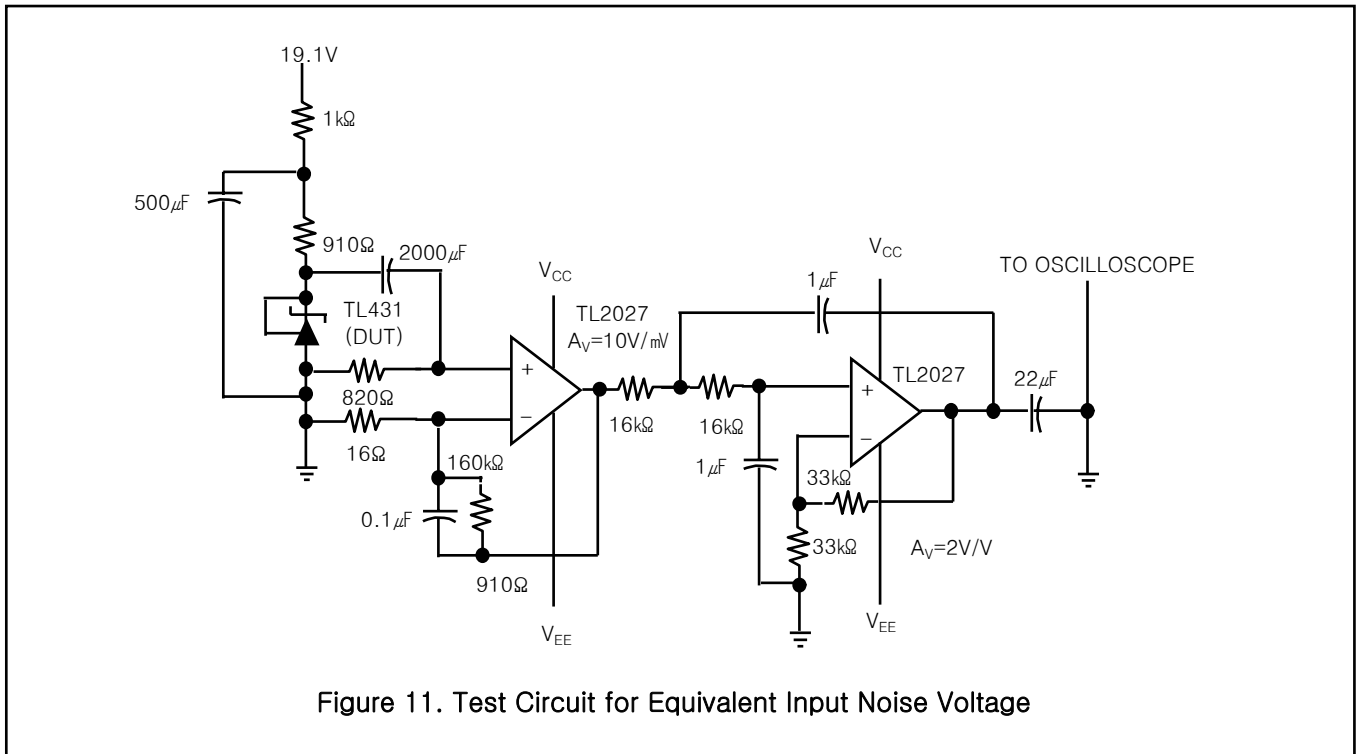 19.1V
1kΩ
500μF
910Ω
2000μF
TL431
(DUT)
820Ω
16Ω
160kΩ
0.1μF
910Ω
+
−
VCC
TL2027
AV=10V/mV
VEE
16kΩ
16kΩ
1μF
1μF
VCC
+
−
TL2027
33kΩ
33kΩ
AV=2V/V
VEE
22μF
TO OSCILLOSCOPE
Figure 11. Test Circuit for Equivalent Input Noise Voltage